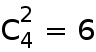 C₄² = 6